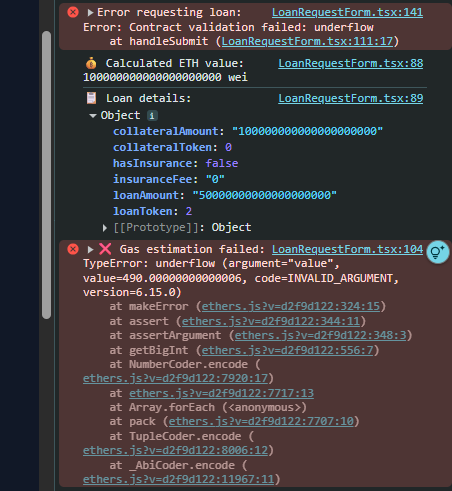 Error requesting loan: LoanRequestForm.tsx:141
Error: Contract validation failed: underflow
at handleSubmit (LoanRequestForm.tsx:111:17)
💰 Calculated ETH value: LoanRequestForm.tsx:88
100000000000000000000 wei
📋 Loan details: LoanRequestForm.tsx:89
Object i
collateralAmount: "100000000000000000000"
collateralToken: 0
hasInsurance: false
insuranceFee: "0"
loanAmount: "50000000000000000000"
loanToken: 2
[[Prototype]]: Object
❌ Gas estimation failed: LoanRequestForm.tsx:104
TypeError: underflow (argument="value",
value=490.00000000000006, code=INVALID_ARGUMENT,
version=6.15.0)
at makeError (ethers.js?v=d2f9d122:324:15)
at assert (ethers.js?v=d2f9d122:344:11)
at assertArgument (ethers.js?v=d2f9d122:348:3)
at getBigInt (ethers.js?v=d2f9d122:556:7)
at NumberCoder.encode (
ethers.js?v=d2f9d122:7920:17)
at ethers.js?v=d2f9d122:7717:13
at Array.forEach (<anonymous>)
at pack (ethers.js?v=d2f9d122:7707:10)
at TupleCoder.encode (
ethers.js?v=d2f9d122:8006:12)
at _AbiCoder.encode (
ethers.js?v=d2f9d122:11967:11)